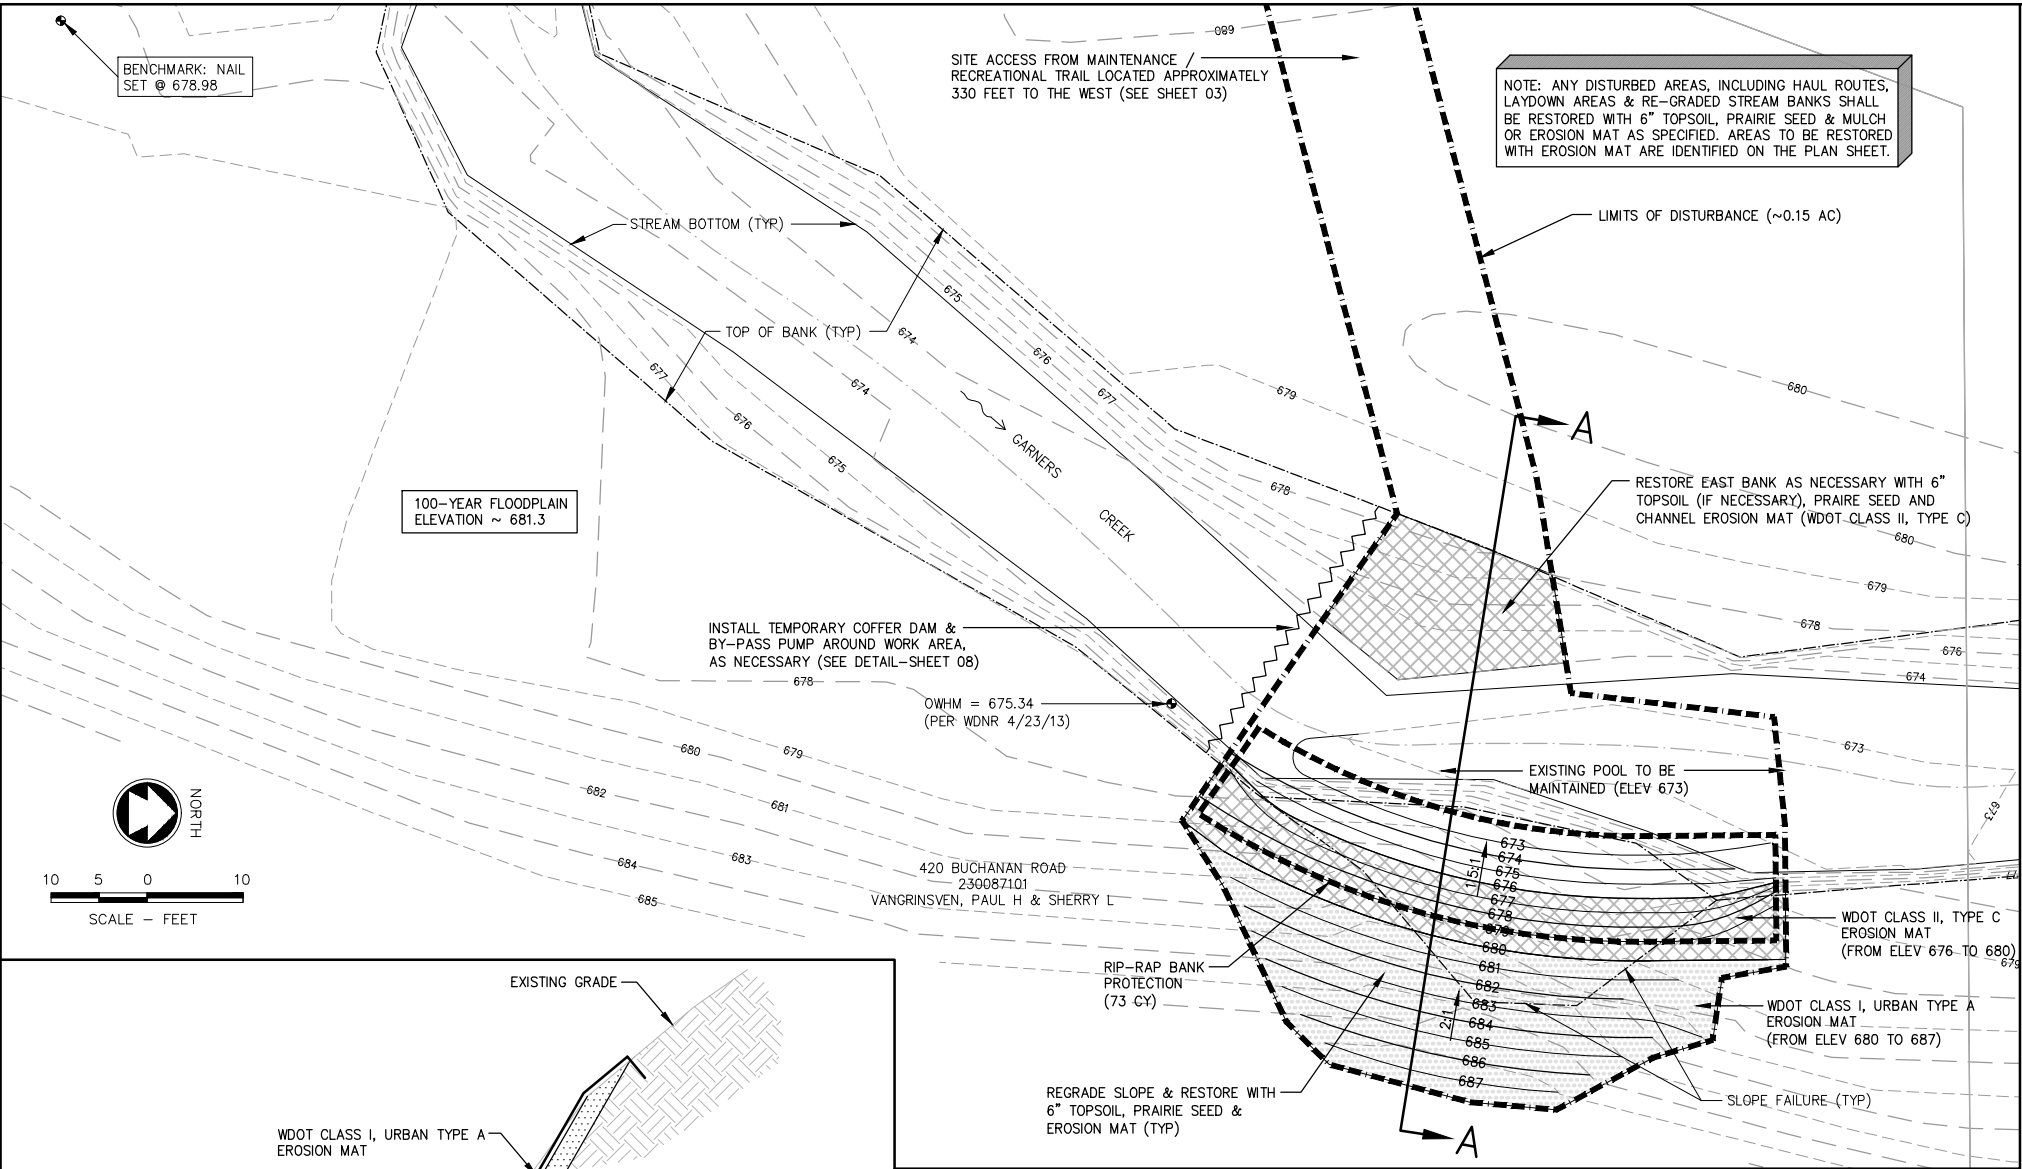 BENCHMARK: NAIL
SET @ 678.98
680
SITE ACCESS FROM MAINTENANCE /
RECREATIONAL TRAIL LOCATED APPROXIMATELY
330 FEET TO THE WEST (SEE SHEET 03)
NOTE: ANY DISTURBED AREAS, INCLUDING HAUL ROUTES,
LAYDOWN AREAS & RE-GRADED STREAM BANKS SHALL
BE RESTORED WITH 6" TOPSOIL, PRAIRIE SEED & MULCH
OR EROSION MAT AS SPECIFIED. AREAS TO BE RESTORED
WITH EROSION MAT ARE IDENTIFIED ON THE PLAN SHEET.
STREAM BOTTOM (TYP)
LIMITS OF DISTURBANCE (~0.15 AC)
TOP OF BANK (TYP)
675
674
676
677
677
674
676
675
679
680
678
A
GARNERS
CREEK
100-YEAR FLOODPLAIN
ELEVATION ~ 681.3
RESTORE EAST BANK AS NECESSARY WITH 6"
TOPSOIL (IF NECESSARY), PRAIRE SEED AND
CHANNEL EROSION MAT (WDOT CLASS II, TYPE C)
680
679
678
676
674
INSTALL TEMPORARY COFFER DAM &
BY-PASS PUMP AROUND WORK AREA,
AS NECESSARY (SEE DETAIL-SHEET 08)
678
OWHM = 675.34
(PER WDNR 4/23/13)
673
EXISTING POOL TO BE
MAINTAINED (ELEV 673)
673
680
679
682
681
684
683
685
NORTH
10 5 0 10
SCALE - FEET
420 BUCHANAN ROAD
230087101
VANGRINSVEN, PAUL H & SHERRY L
673
674
675
676
677
678
679
680
681
682
683
684
685
686
687
1.5:1
2:1
77
WDOT CLASS II, TYPE C
EROSION MAT
(FROM ELEV 676 TO 680)
679
RIP-RAP BANK
PROTECTION
(73 CY)
WDOT CLASS I, URBAN TYPE A
EROSION MAT
(FROM ELEV 680 TO 687)
REGRADE SLOPE & RESTORE WITH
6" TOPSOIL, PRAIRIE SEED &
EROSION MAT (TYP)
SLOPE FAILURE (TYP)
A
EXISTING GRADE
WDOT CLASS I, URBAN TYPE A
EROSION MAT